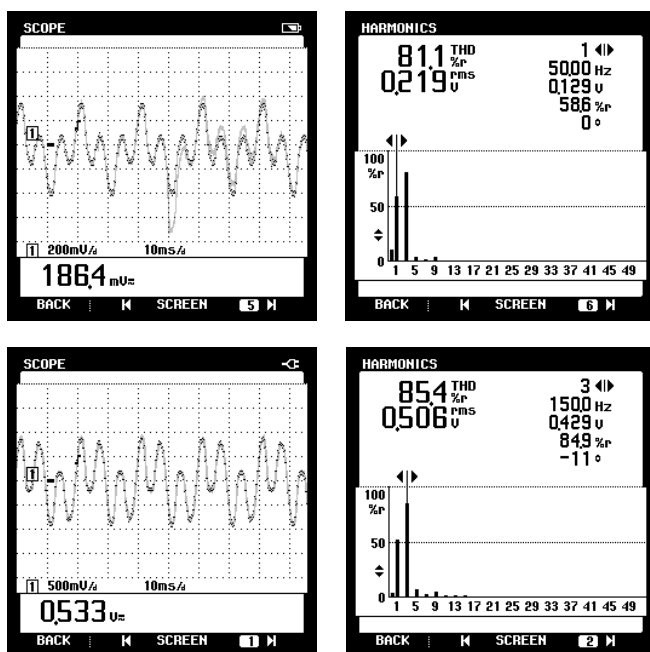 SCOPE
1
1 200mV/d 10ms/d
186.4 mV≂
BACK SCREEN 5
HARMONICS
81.1 THD %r
0.219 rms V
1
50.00 Hz
0.129 V
58.6 %r
0 °
100
%r
50
0
1 5 9 13 17 21 25 29 33 37 41 45 49
BACK SCREEN 6
SCOPE
1
1 500mV/d 10ms/d
0.533 V≂
BACK SCREEN 1
HARMONICS
85.4 THD %r
0.506 rms V
3
150.0 Hz
0.429 V
84.9 %r
-11 °
100
%r
50
0
1 5 9 13 17 21 25 29 33 37 41 45 49
BACK SCREEN 2